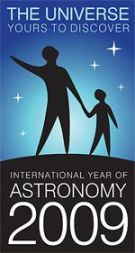 THE UNIVERSE
YOURS TO DISCOVER
INTERNATIONAL YEAR OF
ASTRONOMY
2009